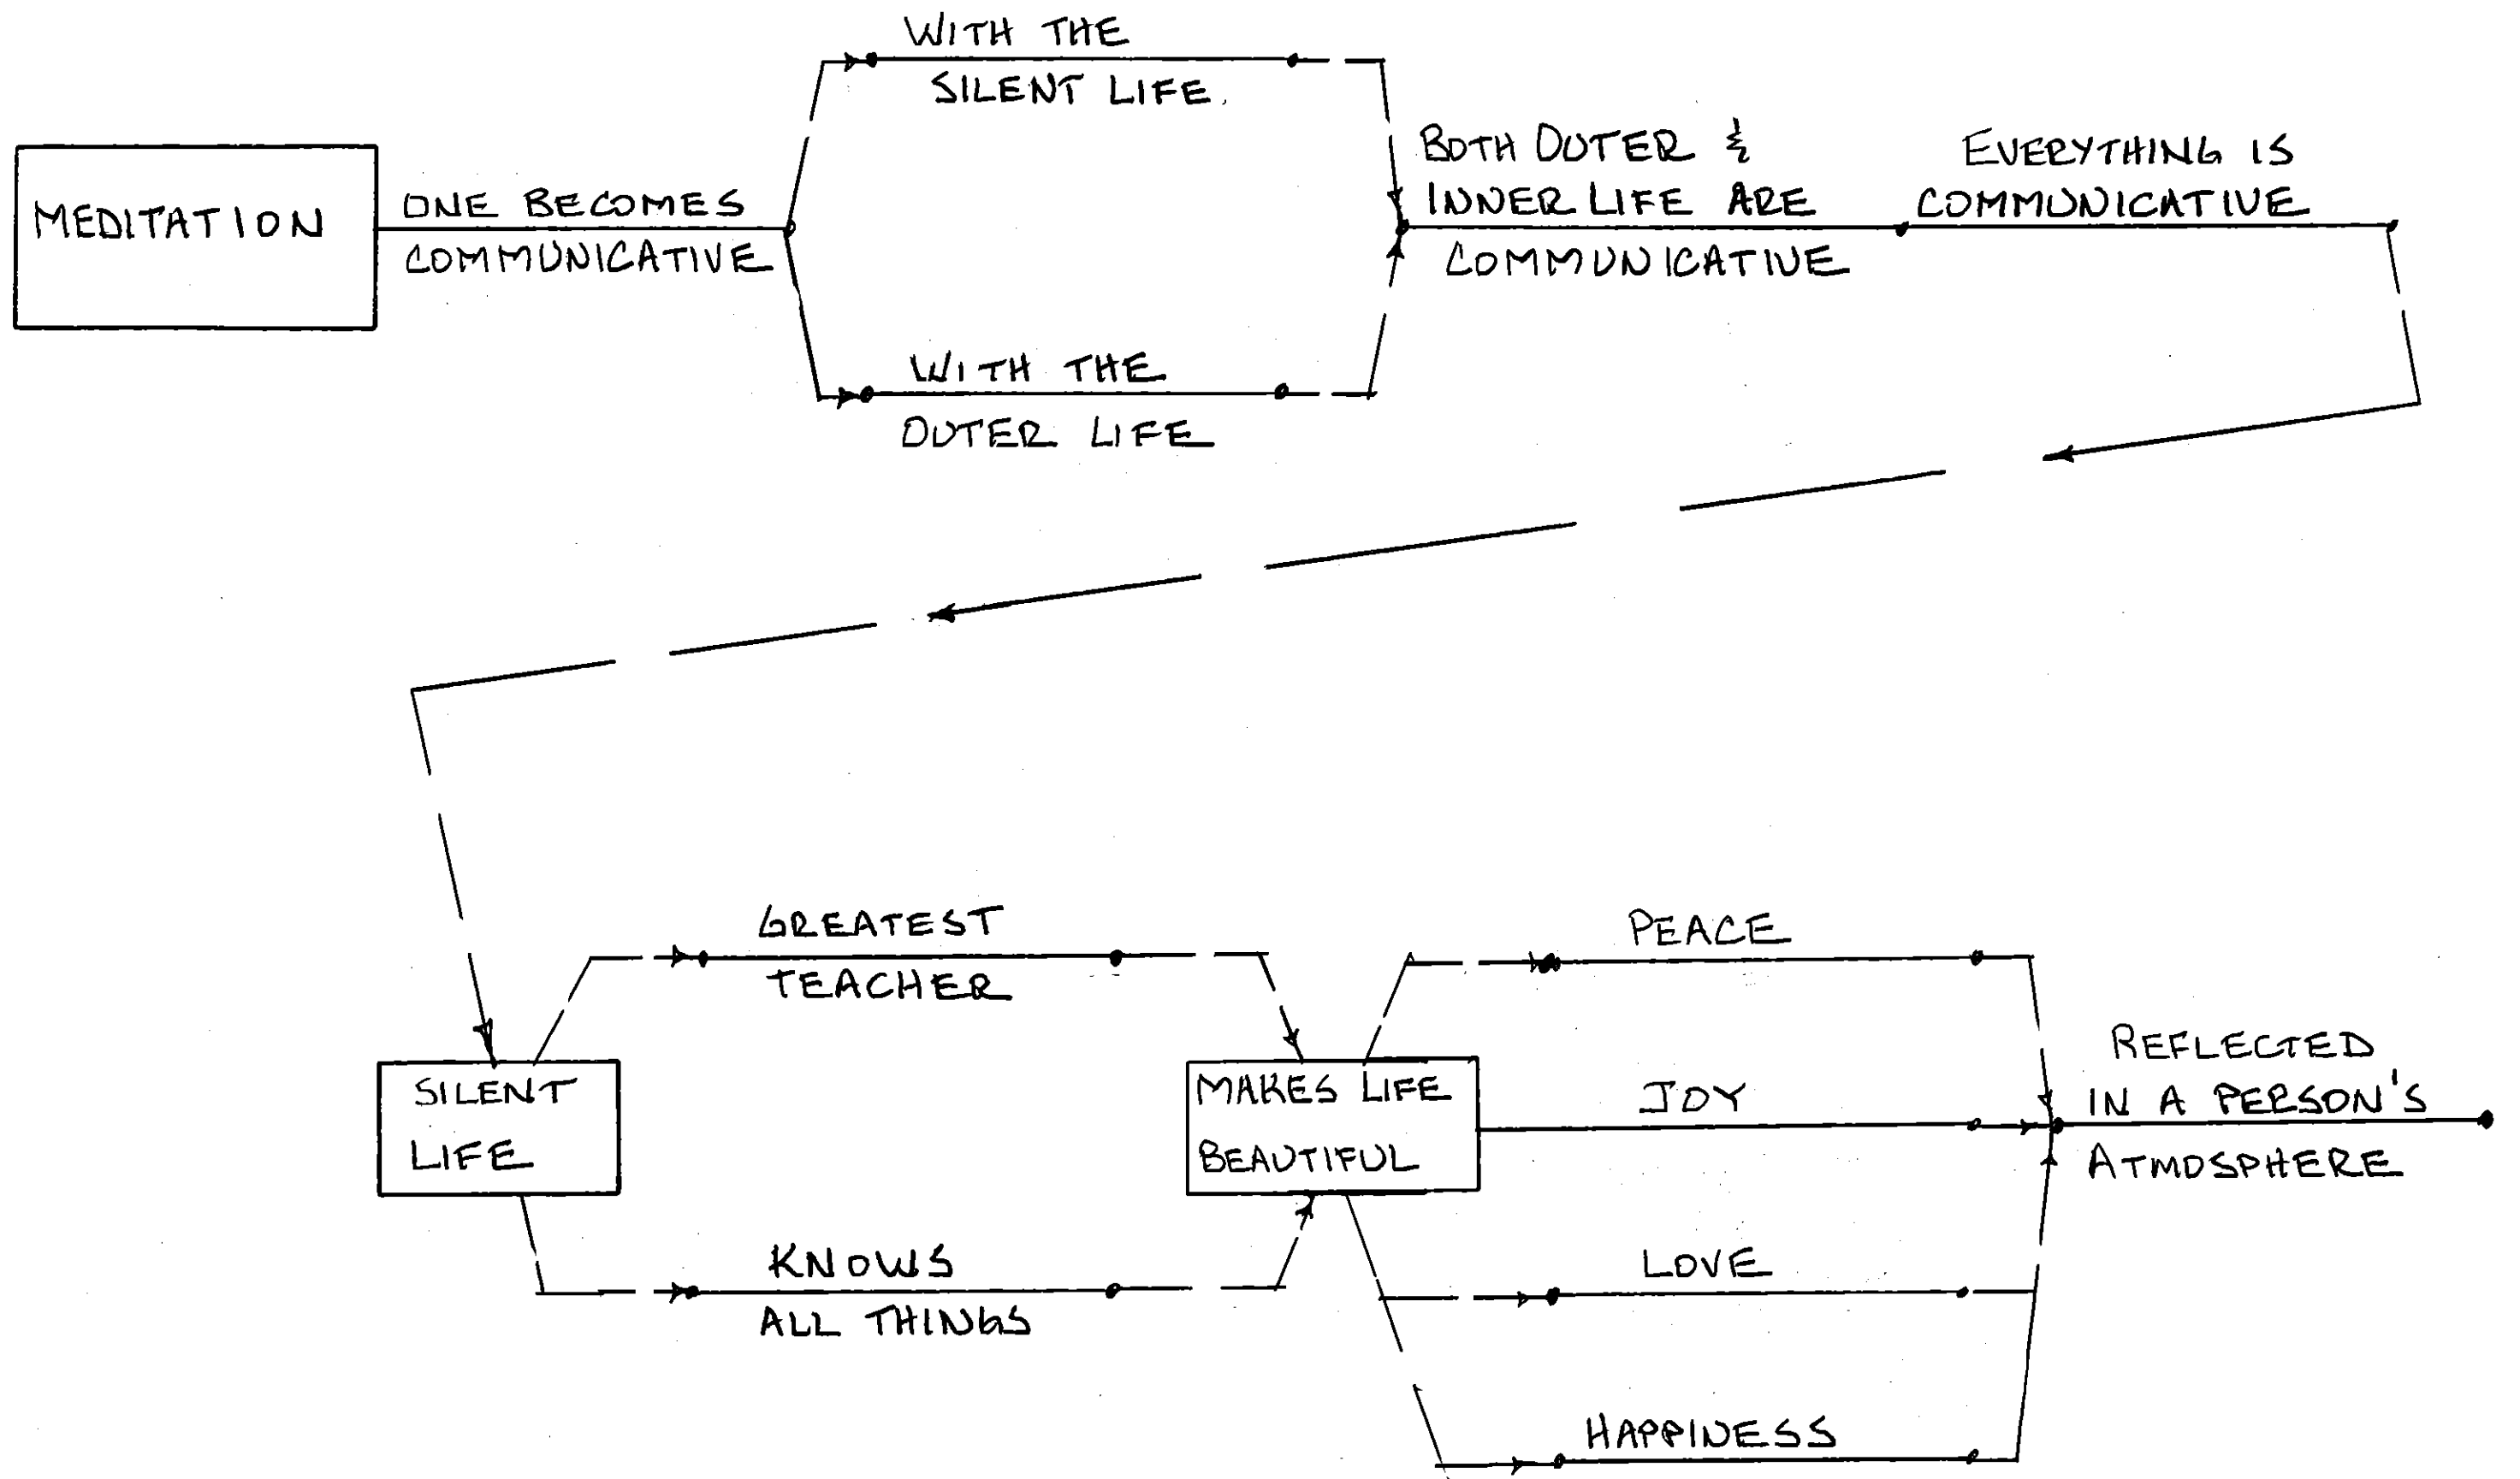 WITH THE
SILENT LIFE.
MEDITATION
ONE BECOMES
COMMUNICATIVE
BOTH OUTER &
INNER LIFE ARE
COMMUNICATIVE
EVERYTHING IS
COMMUNICATIVE
WITH THE
OUTER LIFE
GREATEST
TEACHER
SILENT
LIFE
KNOWS
ALL THINGS
MAKES LIFE
BEAUTIFUL
PEACE
JOY
LOVE
HAPPINESS
REFLECTED
IN A PERSON'S
ATMOSPHERE